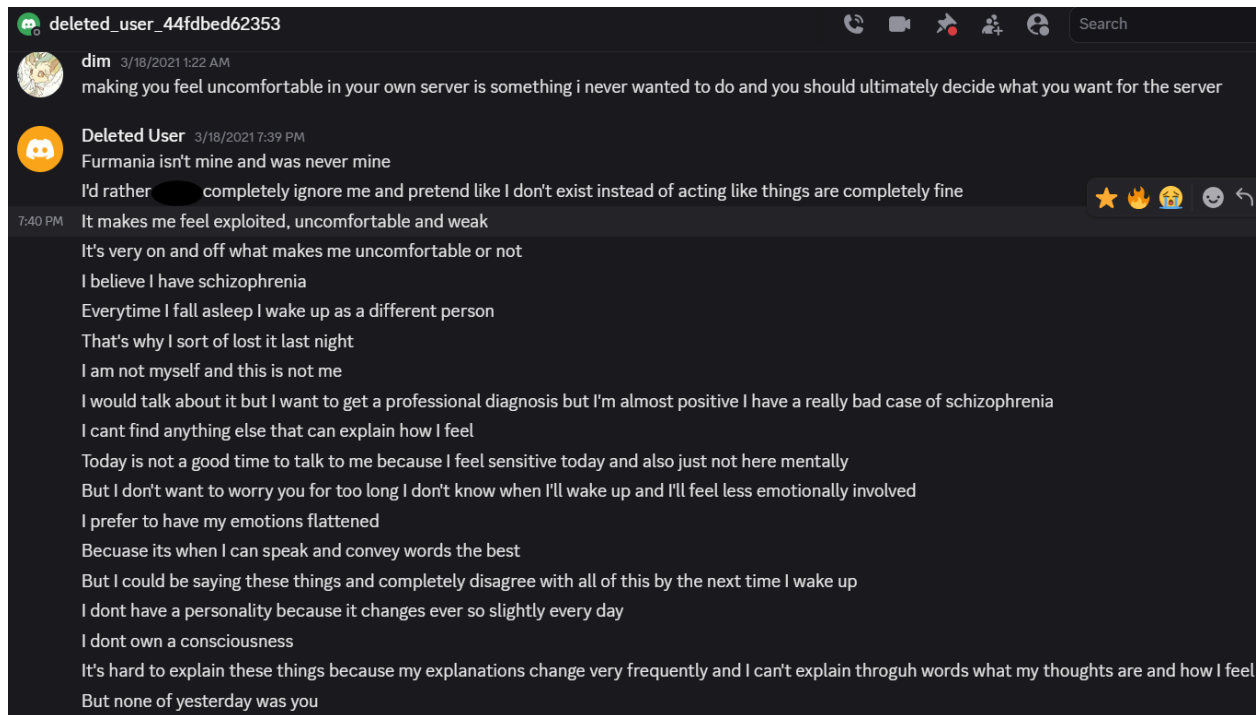 deleted_user_44fdbed62353
Search
dim 3/18/2021 1:22 AM
making you feel uncomfortable in your own server is something i never wanted to do and you should ultimately decide what you want for the server
Deleted User 3/18/2021 7:39 PM
Furmania isn't mine and was never mine
I'd rather completely ignore me and pretend like I don't exist instead of acting like things are completely fine
7:40 PM It makes me feel exploited, uncomfortable and weak
It's very on and off what makes me uncomfortable or not
I believe I have schizophrenia
Everytime I fall asleep I wake up as a different person
That's why I sort of lost it last night
I am not myself and this is not me
I would talk about it but I want to get a professional diagnosis but I'm almost positive I have a really bad case of schizophrenia
I cant find anything else that can explain how I feel
Today is not a good time to talk to me because I feel sensitive today and also just not here mentally
But I don't want to worry you for too long I don't know when I'll wake up and I'll feel less emotionally involved
I prefer to have my emotions flattened
Becuase its when I can speak and convey words the best
But I could be saying these things and completely disagree with all of this by the next time I wake up
I dont have a personality because it changes ever so slightly every day
I dont own a consciousness
It's hard to explain these things because my explanations change very frequently and I can't explain throguh words what my thoughts are and how I feel
But none of yesterday was you